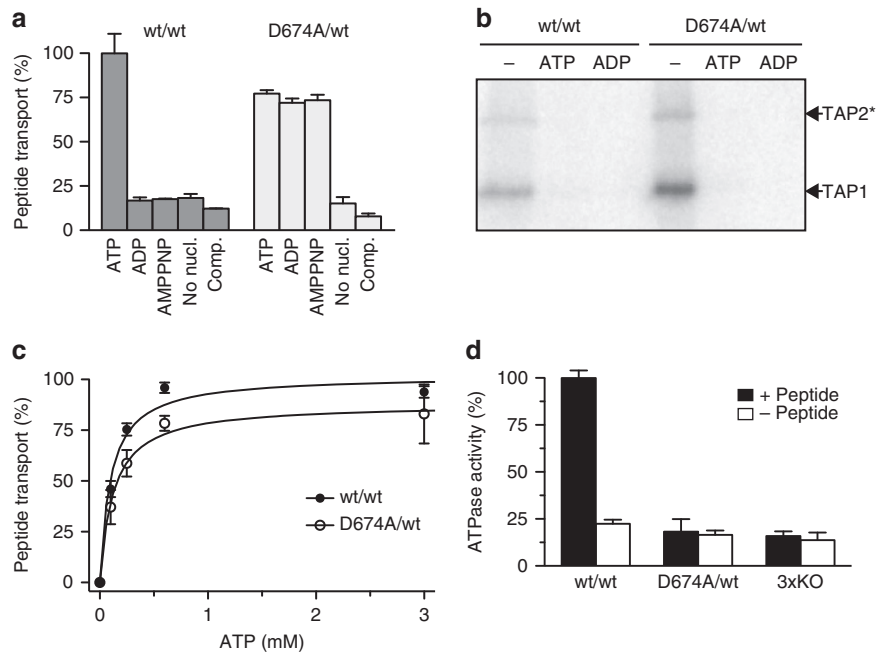 a
wt/wt
D674A/wt
Peptide transport (%)
100
75
50
25
0
ATP
ADP
AMPPNP
No nucl.
Comp.
ATP
ADP
AMPPNP
No nucl.
Comp.
b
wt/wt
D674A/wt
– ATP ADP – ATP ADP
TAP2*
TAP1
c
Peptide transport (%)
100
75
50
25
0
wt/wt
D674A/wt
0 1 2 3
ATP (mM)
d
ATPase activity (%)
100
75
50
25
0
+ Peptide
– Peptide
wt/wt D674A/wt 3xKO